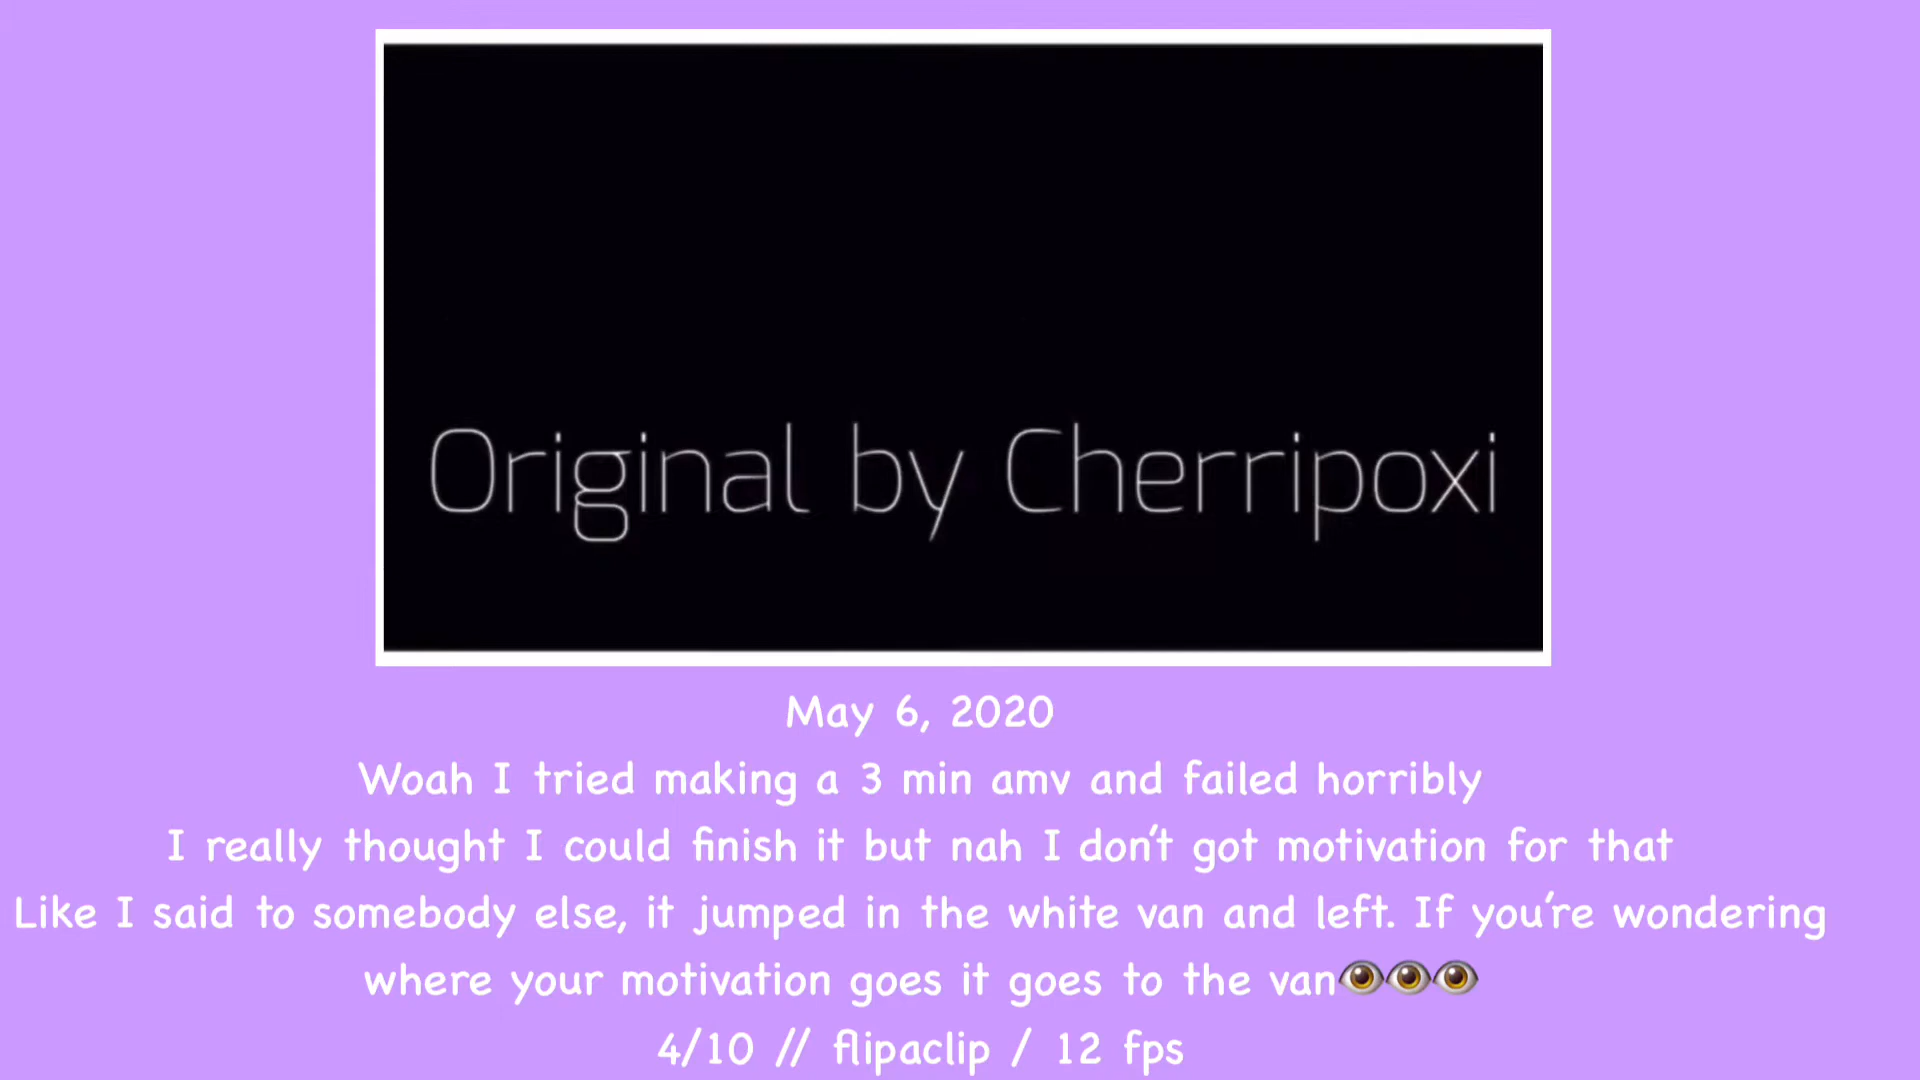 Original by Cherripoxi
May 6, 2020
Woah I tried making a 3 min amv and failed horribly
I really thought I could finish it but nah I don’t got motivation for that
Like I said to somebody else, it jumped in the white van and left. If you’re wondering
where your motivation goes it goes to the van👁👁👁
4/10 // flipaclip / 12 fps